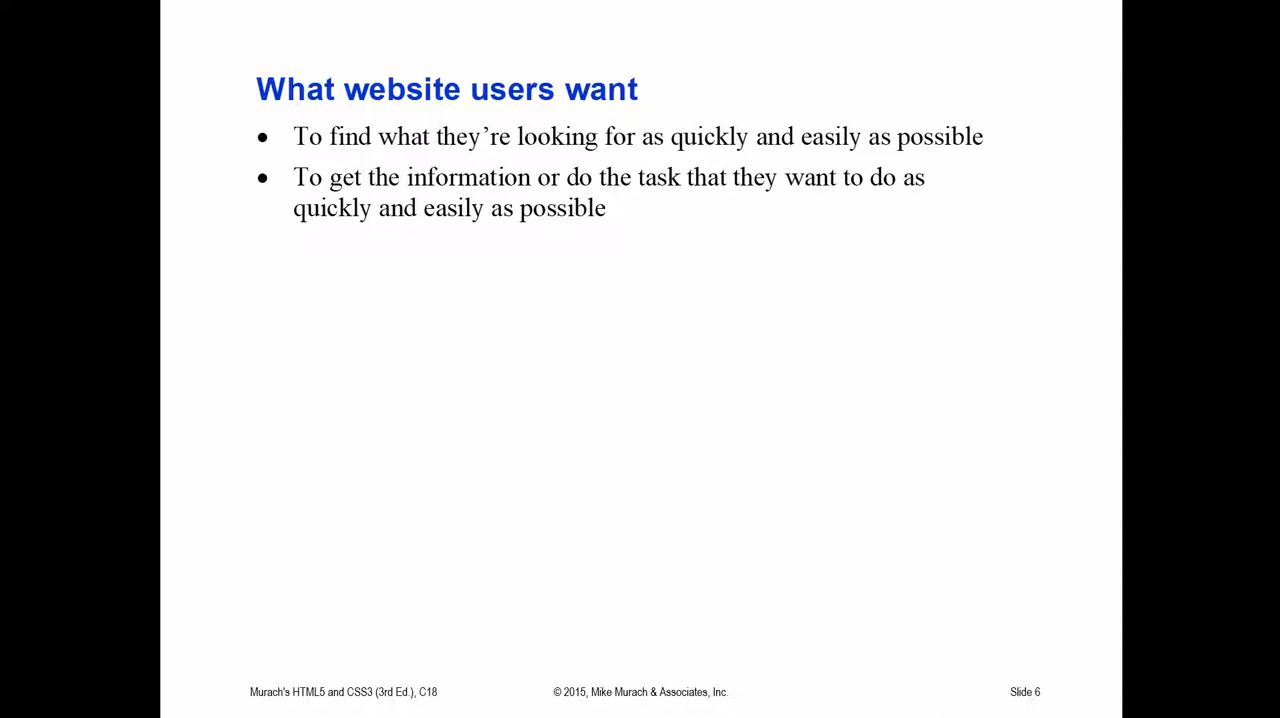 What website users want
• To find what they’re looking for as quickly and easily as possible
• To get the information or do the task that they want to do as
quickly and easily as possible
Murach's HTML5 and CSS3 (3rd Ed.), C18
© 2015, Mike Murach & Associates, Inc.
Slide 6